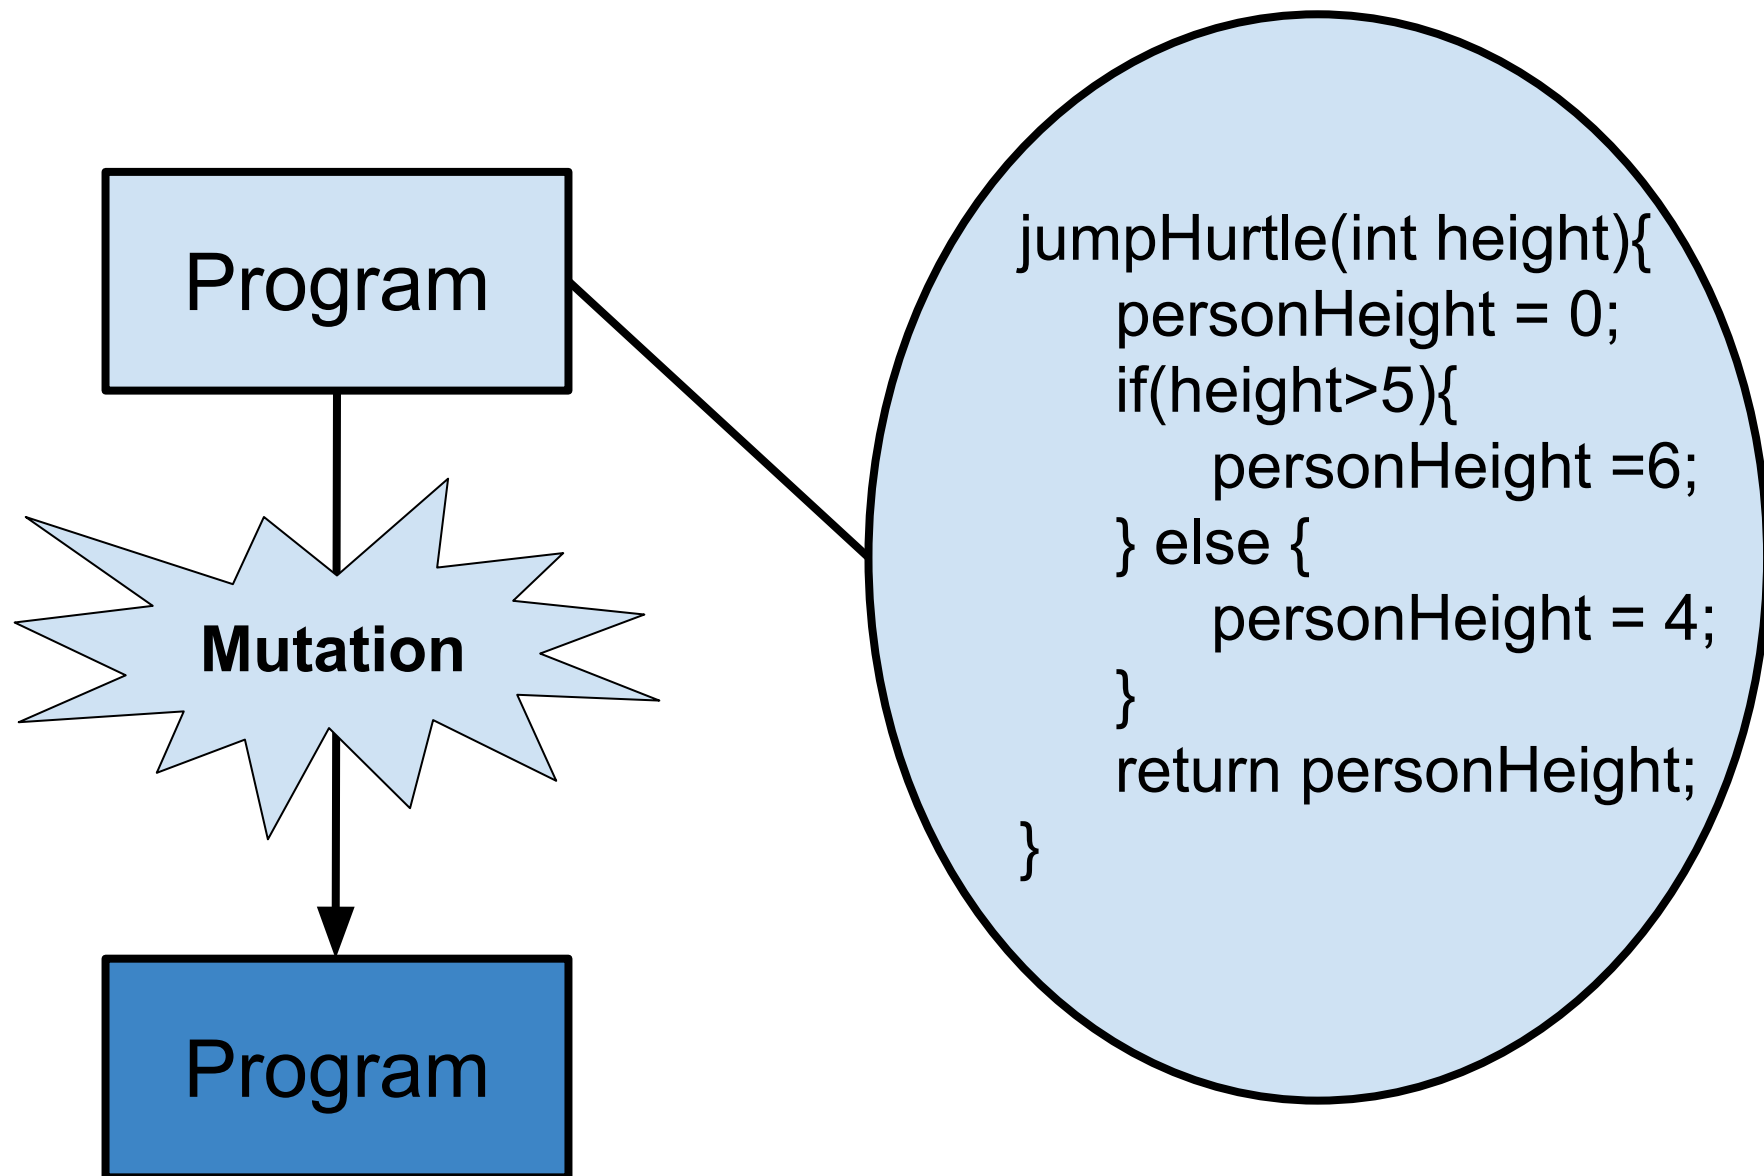 Program
Mutation
Program
jumpHurtle(int height){
personHeight = 0;
if(height>5){
personHeight =6;
} else {
personHeight = 4;
}
return personHeight;
}